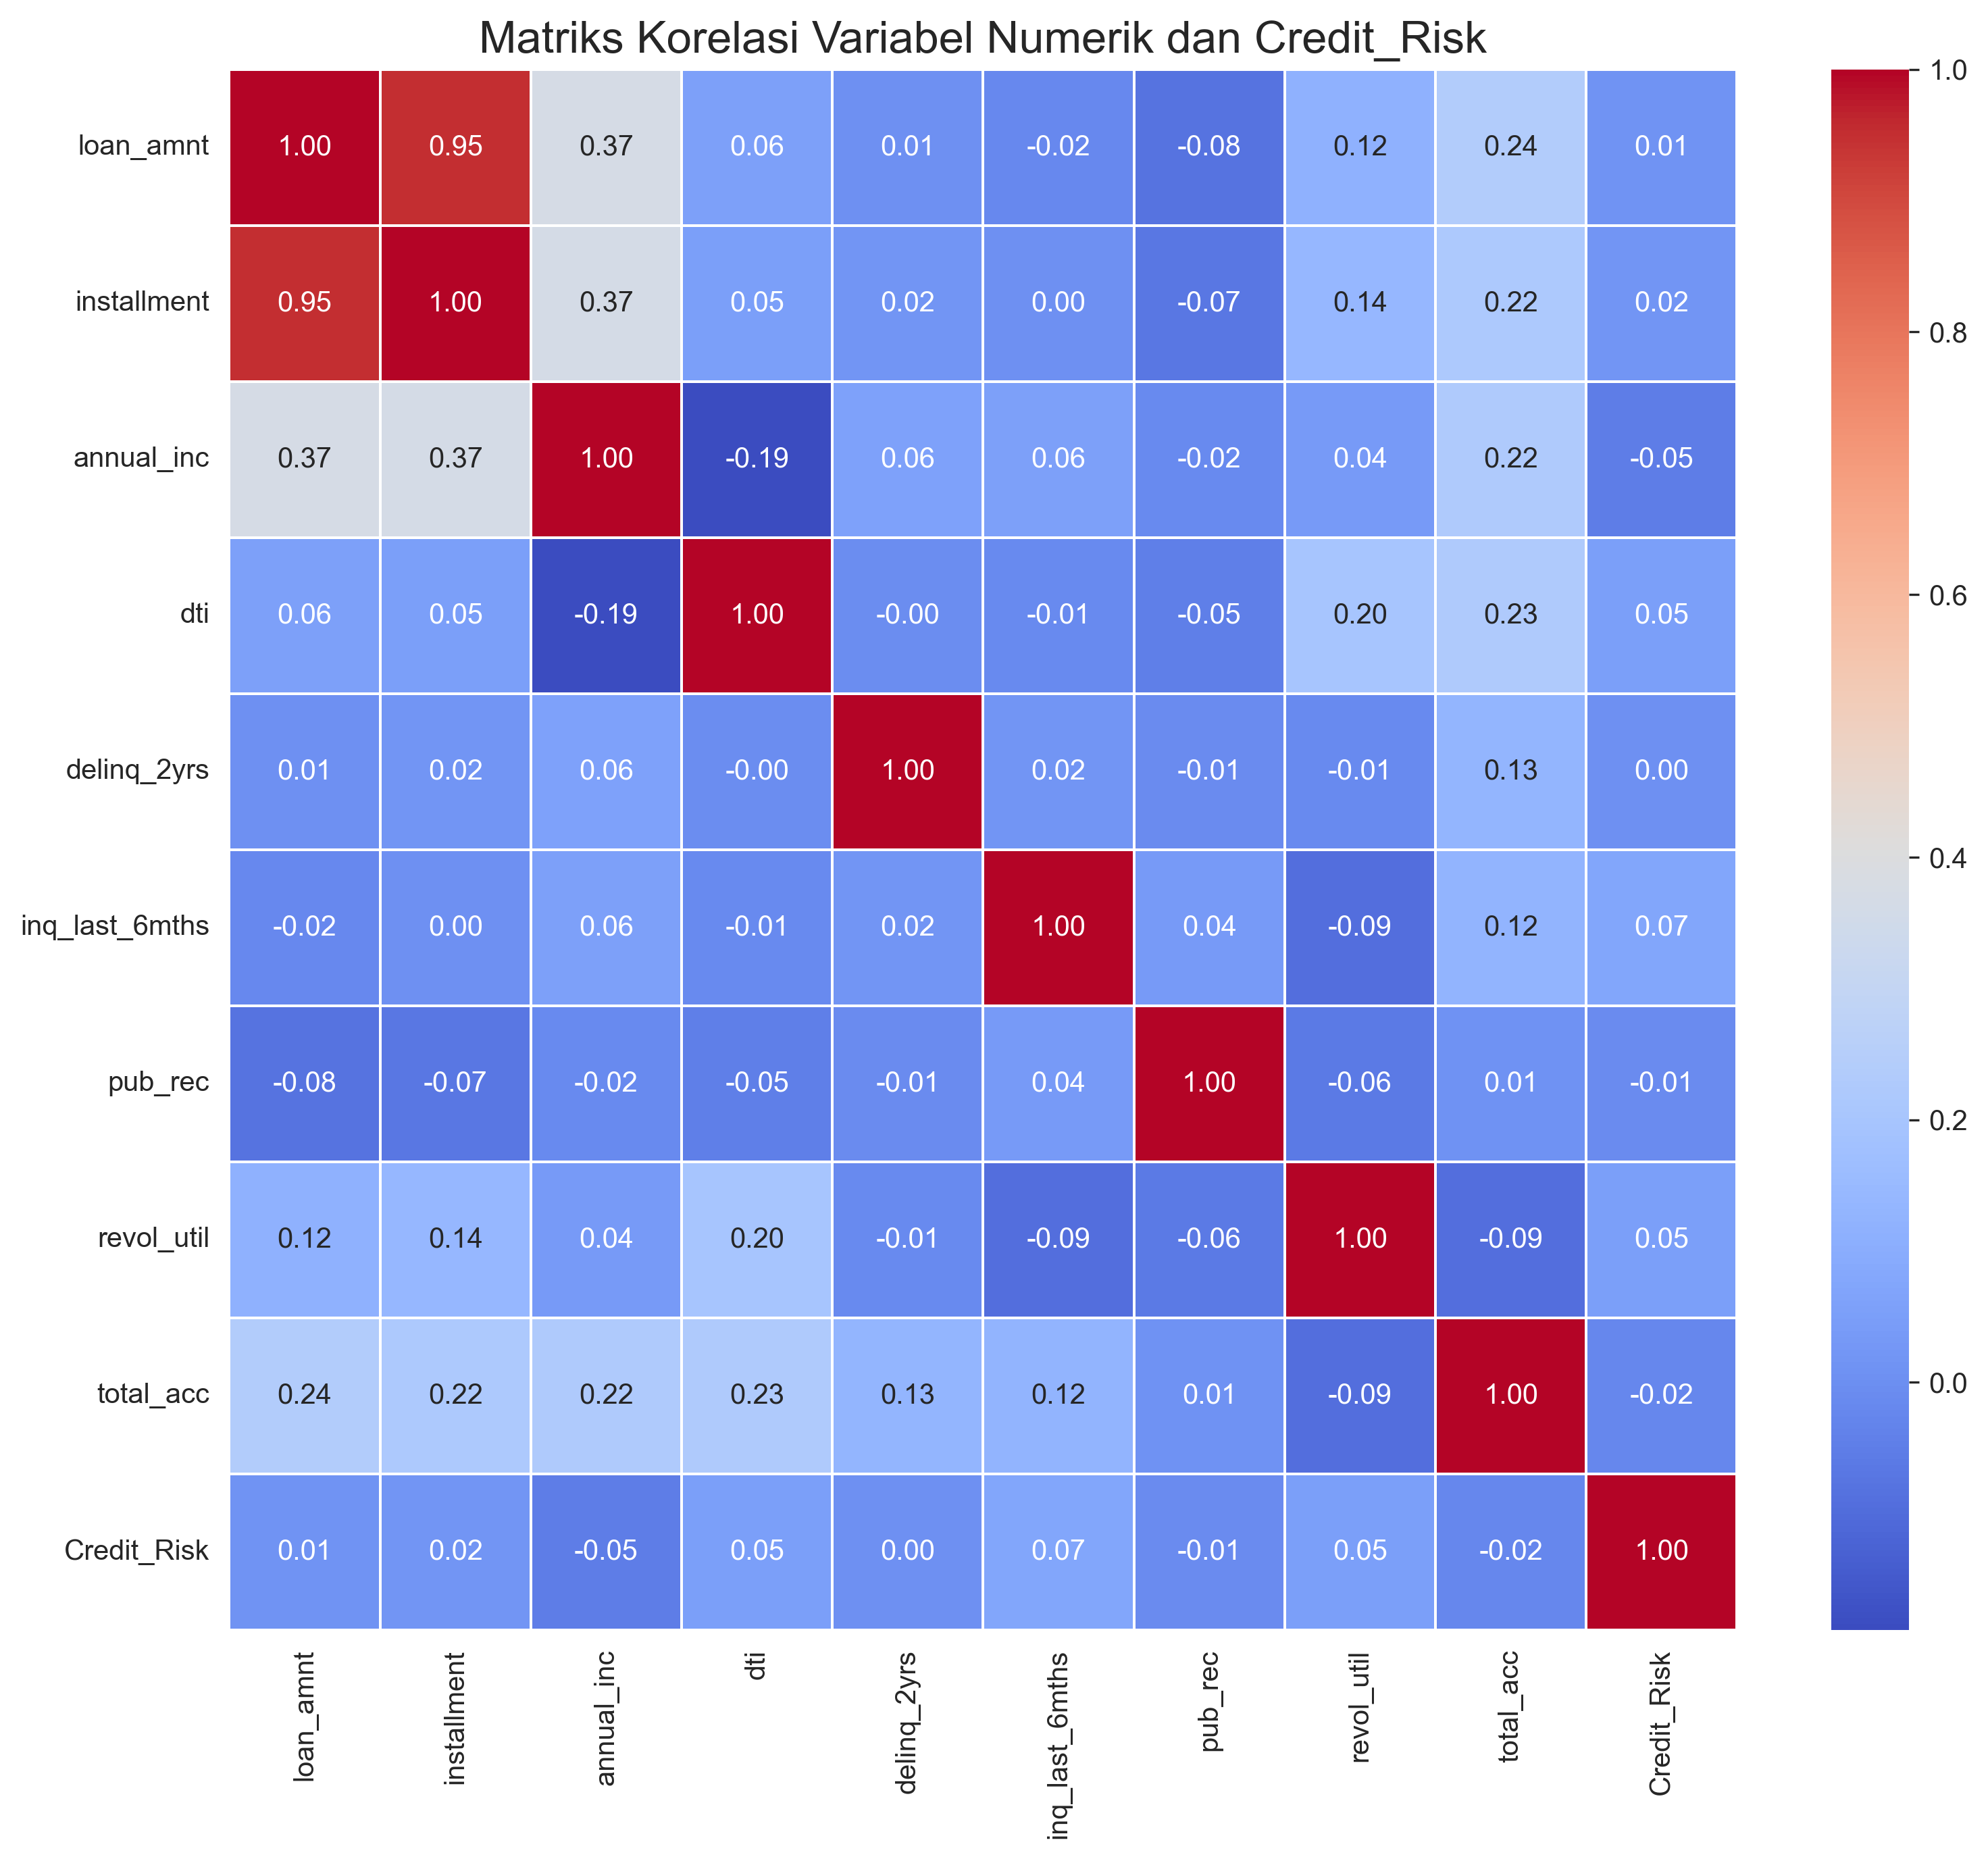 Matriks Korelasi Variabel Numerik dan Credit_Risk
loan_amnt 1.00 0.95 0.37 0.06 0.01 -0.02 -0.08 0.12 0.24 0.01
installment 0.95 1.00 0.37 0.05 0.02 0.00 -0.07 0.14 0.22 0.02
annual_inc 0.37 0.37 1.00 -0.19 0.06 0.06 -0.02 0.04 0.22 -0.05
dti 0.06 0.05 -0.19 1.00 -0.00 -0.01 -0.05 0.20 0.23 0.05
delinq_2yrs 0.01 0.02 0.06 -0.00 1.00 0.02 -0.01 -0.01 0.13 0.00
inq_last_6mths -0.02 0.00 0.06 -0.01 0.02 1.00 0.04 -0.09 0.12 0.07
pub_rec -0.08 -0.07 -0.02 -0.05 -0.01 0.04 1.00 -0.06 0.01 -0.01
revol_util 0.12 0.14 0.04 0.20 -0.01 -0.09 -0.06 1.00 -0.09 0.05
total_acc 0.24 0.22 0.22 0.23 0.13 0.12 0.01 -0.09 1.00 -0.02
Credit_Risk 0.01 0.02 -0.05 0.05 0.00 0.07 -0.01 0.05 -0.02 1.00
loan_amnt
installment
annual_inc
dti
delinq_2yrs
inq_last_6mths
pub_rec
revol_util
total_acc
Credit_Risk
1.0
0.8
0.6
0.4
0.2
0.0